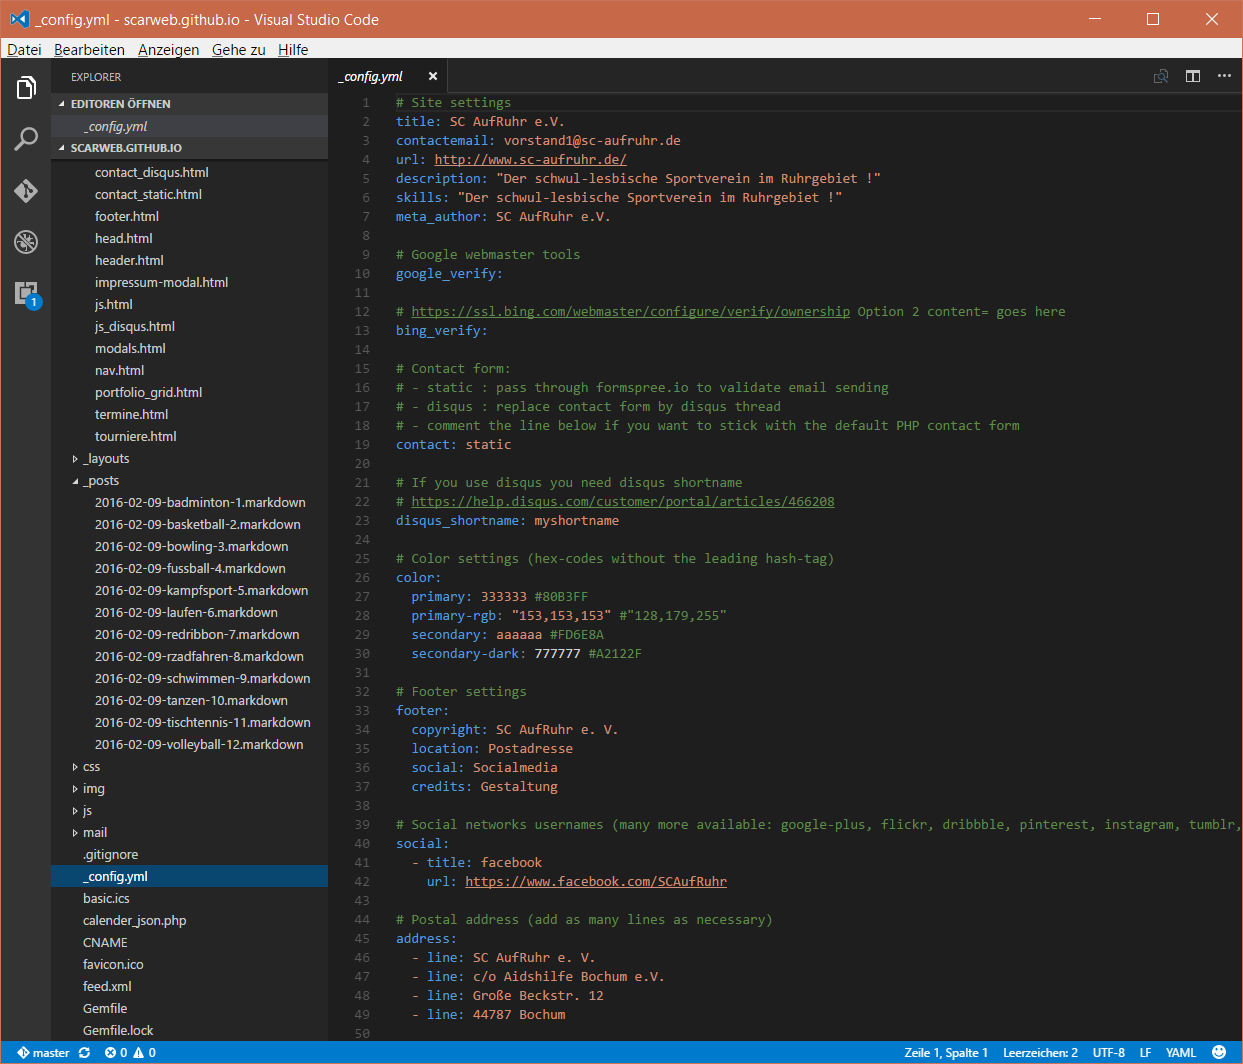 _config.yml - scarweb.github.io - Visual Studio Code
Datei Bearbeiten Anzeigen Gehe zu Hilfe
EXPLORER
EDITOREN ÖFFNEN
_config.yml
SCARWEB.GITHUB.IO
contact_disqus.html
contact_static.html
footer.html
head.html
header.html
impressum-modal.html
js.html
js_disqus.html
modals.html
nav.html
portfolio_grid.html
termine.html
tourniere.html
_layouts
_posts
2016-02-09-badminton-1.markdown
2016-02-09-basketball-2.markdown
2016-02-09-bowling-3.markdown
2016-02-09-fussball-4.markdown
2016-02-09-kampfsport-5.markdown
2016-02-09-laufen-6.markdown
2016-02-09-redribbon-7.markdown
2016-02-09-rzadfahren-8.markdown
2016-02-09-schwimmen-9.markdown
2016-02-09-tanzen-10.markdown
2016-02-09-tischtennis-11.markdown
2016-02-09-volleyball-12.markdown
css
img
js
mail
.gitignore
_config.yml
basic.ics
calender_json.php
CNAME
favicon.ico
feed.xml
Gemfile
Gemfile.lock
1
_config.yml
1 # Site settings
2 title: SC AufRuhr e.V.
3 contactemail: vorstand1@sc-aufruhr.de
4 url: http://www.sc-aufruhr.de/
5 description: "Der schwul-lesbische Sportverein im Ruhrgebiet !"
6 skills: "Der schwul-lesbische Sportverein im Ruhrgebiet !"
7 meta_author: SC AufRuhr e.V.
8
9 # Google webmaster tools
10 google_verify:
11
12 # https://ssl.bing.com/webmaster/configure/verify/ownership Option 2 content= goes here
13 bing_verify:
14
15 # Contact form:
16 # - static : pass through formspree.io to validate email sending
17 # - disqus : replace contact form by disqus thread
18 # - comment the line below if you want to stick with the default PHP contact form
19 contact: static
20
21 # If you use disqus you need disqus shortname
22 # https://help.disqus.com/customer/portal/articles/466208
23 disqus_shortname: myshortname
24
25 # Color settings (hex-codes without the leading hash-tag)
26 color:
27 primary: 333333 #80B3FF
28 primary-rgb: "153,153,153" #"128,179,255"
29 secondary: aaaaaa #FD6E8A
30 secondary-dark: 777777 #A2122F
31
32 # Footer settings
33 footer:
34 copyright: SC AufRuhr e. V.
35 location: Postadresse
36 social: Socialmedia
37 credits: Gestaltung
38
39 # Social networks usernames (many more available: google-plus, flickr, dribbble, pinterest, instagram, tumblr,
40 social:
41 - title: facebook
42 url: https://www.facebook.com/SCAufRuhr
43
44 # Postal address (add as many lines as necessary)
45 address:
46 - line: SC AufRuhr e. V.
47 - line: c/o Aidshilfe Bochum e.V.
48 - line: Große Beckstr. 12
49 - line: 44787 Bochum
50
master 0 0 Zeile 1, Spalte 1 Leerzeichen: 2 UTF-8 LF YAML